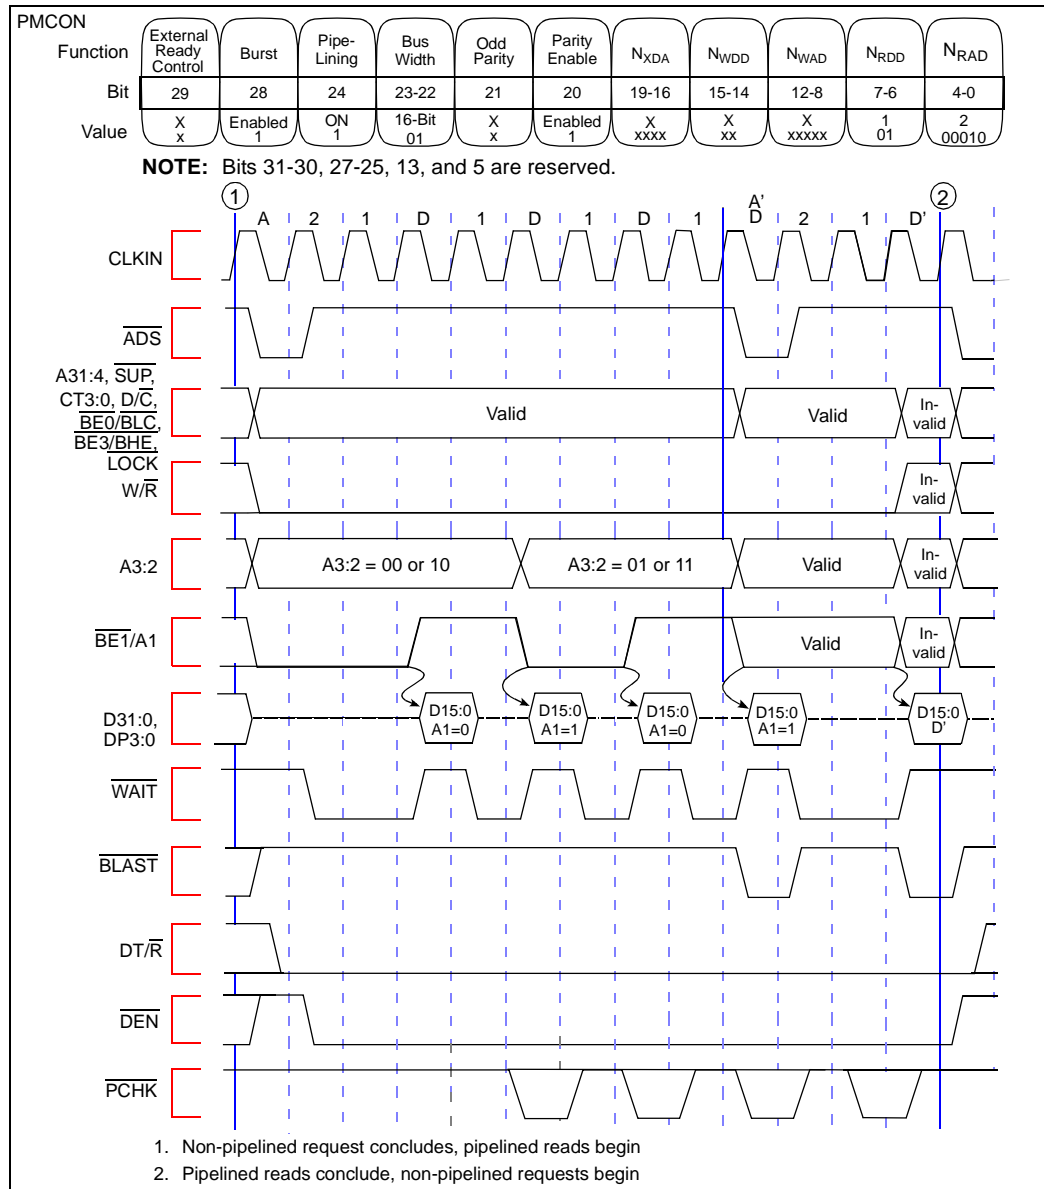 PMCON
Function External Ready Control Burst Pipe-Lining Bus Width Odd Parity Parity Enable NXDA NWDD NWAD NRDD NRAD
Bit 29 28 24 23-22 21 20 19-16 15-14 12-8 7-6 4-0
Value X x Enabled 1 ON 1 16-Bit 01 X x Enabled 1 X xxxx X xx X xxxxx 1 01 2 00010
NOTE: Bits 31-30, 27-25, 13, and 5 are reserved.
1 2
A'
A 2 1 D 1 D 1 D 1 D 2 1 D'
CLKIN
ADS
A31:4, SUP,
CT3:0, D/C,
BE0/BLC,
BE3/BHE,
LOCK
Valid Valid In-valid
W/R In-valid
A3:2 A3:2 = 00 or 10 A3:2 = 01 or 11 Valid In-valid
BE1/A1 Valid In-valid
D31:0,
DP3:0
D15:0 D15:0 D15:0 D15:0 D15:0
A1=0 A1=1 A1=0 A1=1 D'
WAIT
BLAST
DT/R
DEN
PCHK
1. Non-pipelined request concludes, pipelined reads begin
2. Pipelined reads conclude, non-pipelined requests begin